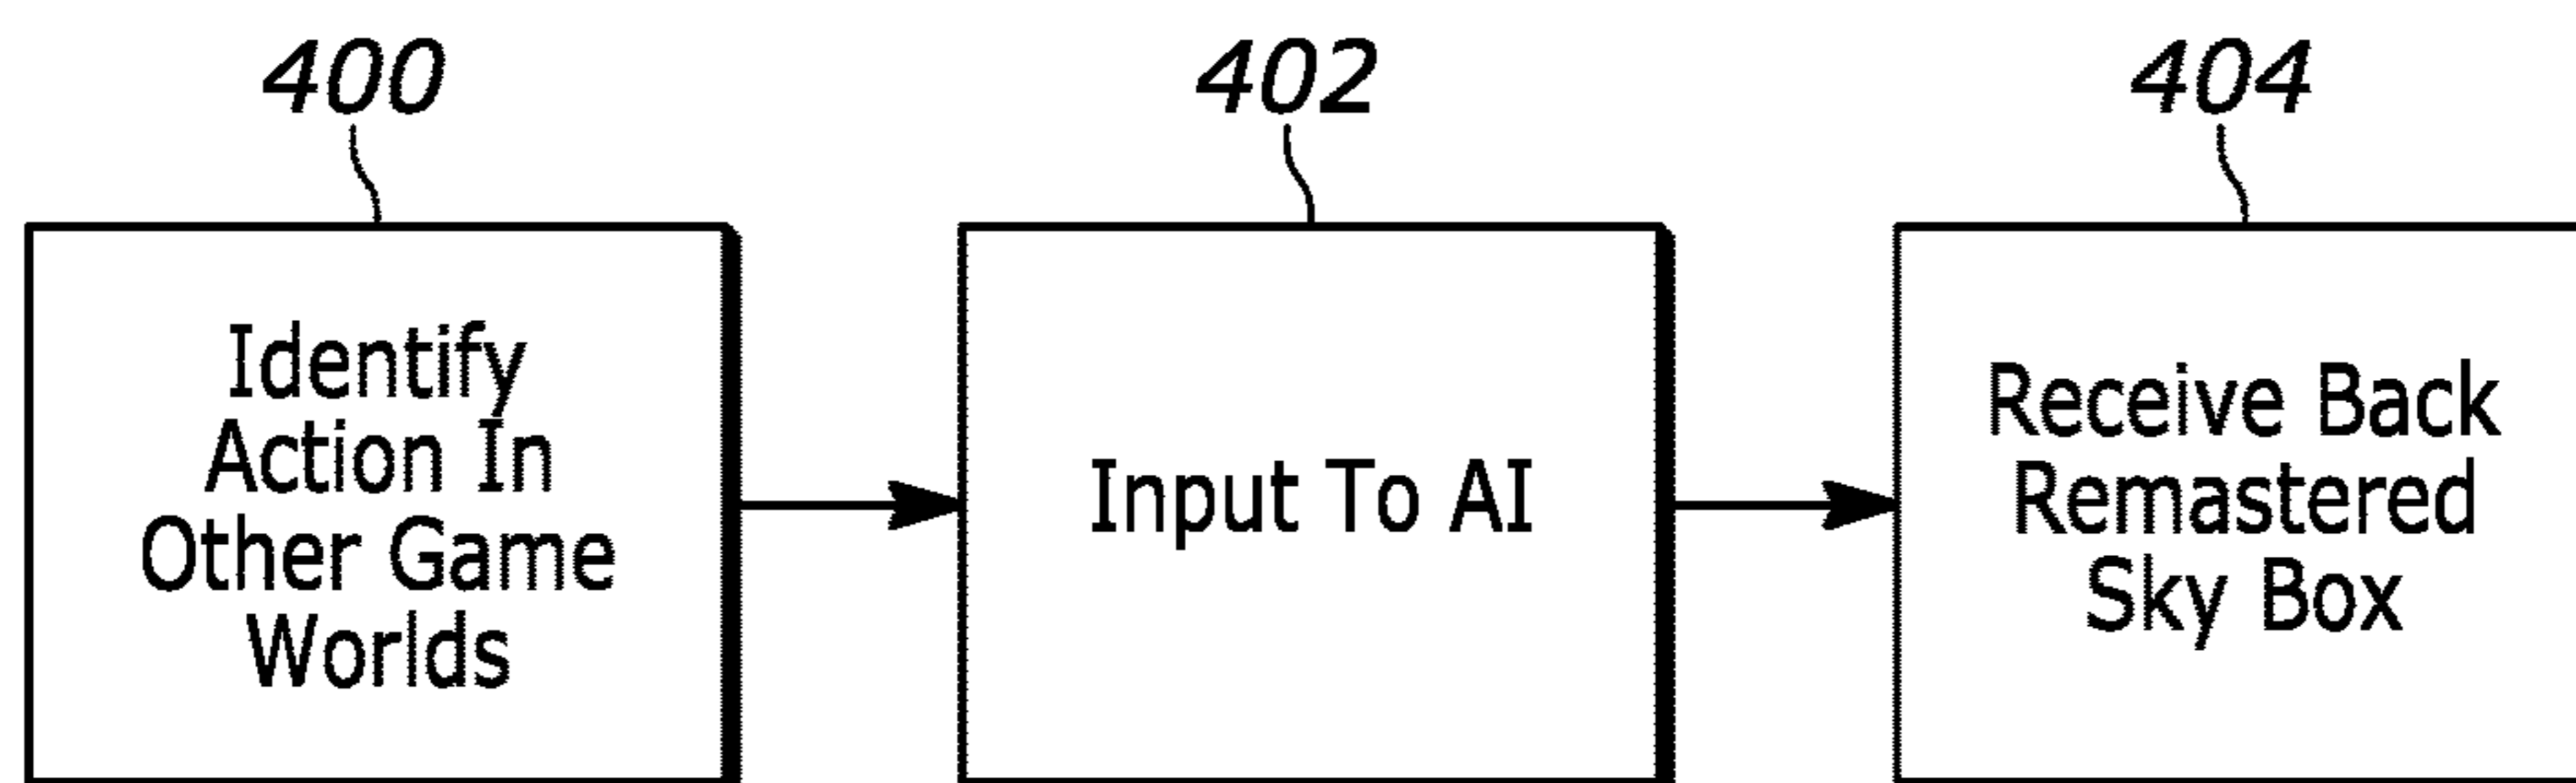 400
402
404
Identify
Action In
Other Game
Worlds
Input To AI
Receive Back
Remastered
Sky Box